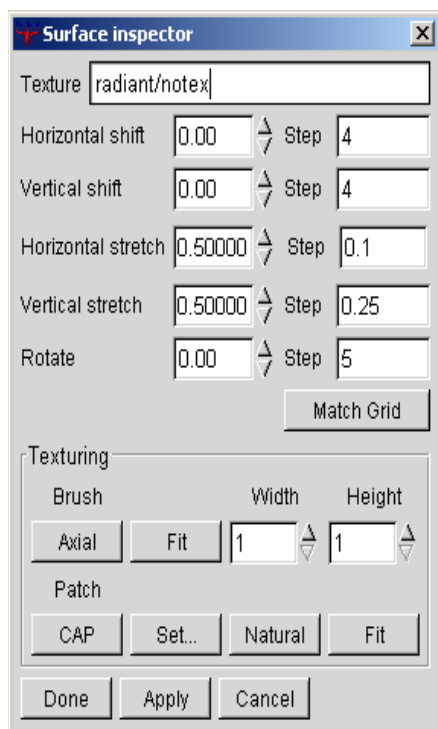 Surface inspector
Texture radiant/notex
Horizontal shift 0.00 Step 4
Vertical shift 0.00 Step 4
Horizontal stretch 0.50000 Step 0.1
Vertical stretch 0.50000 Step 0.25
Rotate 0.00 Step 5
Match Grid
Texturing
Brush Width Height
Axial Fit 1 1
Patch
CAP Set... Natural Fit
Done Apply Cancel